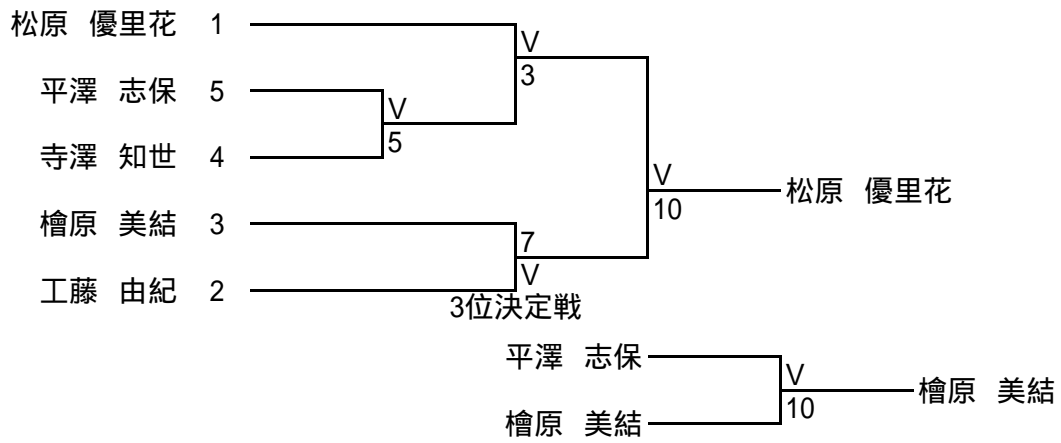 松原 優里花 1
V
3
平澤 志保 5
V
5
寺澤 知世 4
V
10
松原 優里花
檜原 美結 3
7
V
工藤 由紀 2
3位決定戦
平澤 志保
V
10
檜原 美結
檜原 美結